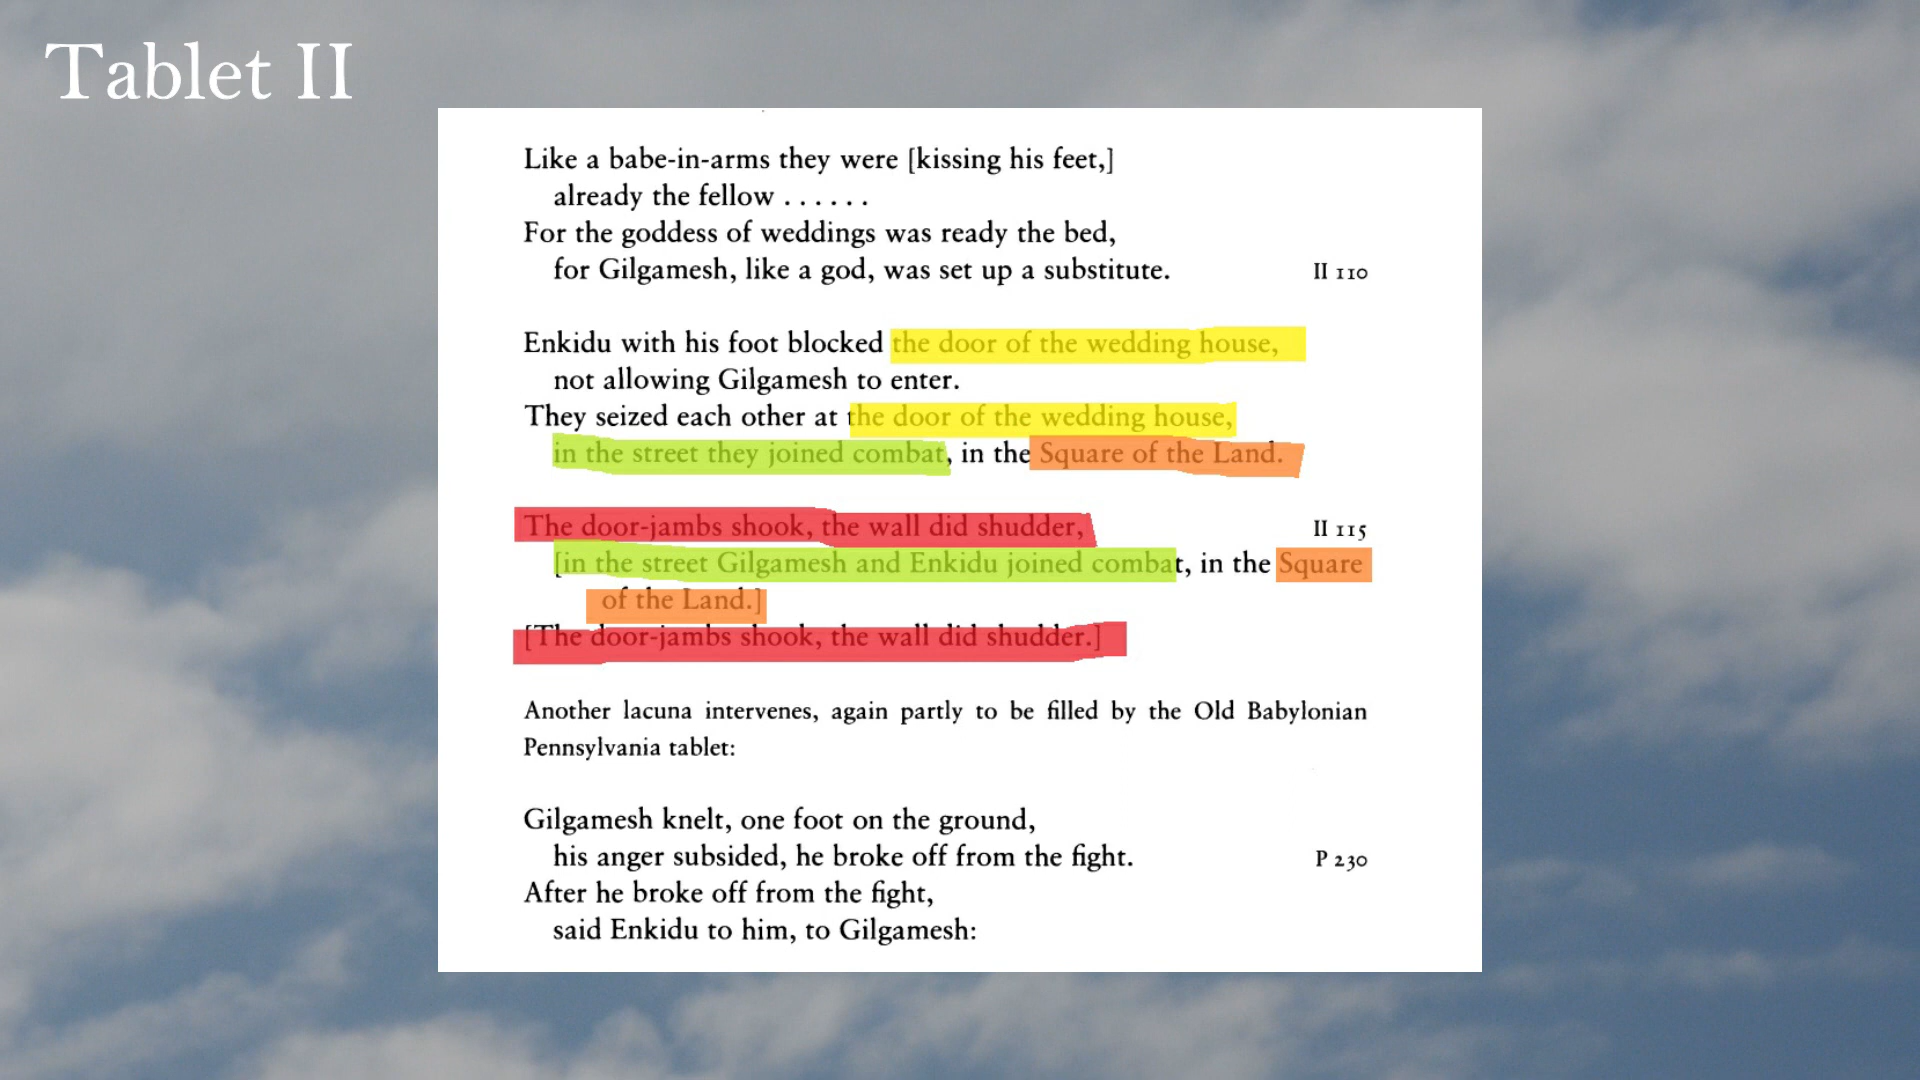 Tablet II
Like a babe-in-arms they were [kissing his feet,]
already the fellow . . . . . .
For the goddess of weddings was ready the bed,
for Gilgamesh, like a god, was set up a substitute. II 110
Enkidu with his foot blocked the door of the wedding house,
not allowing Gilgamesh to enter.
They seized each other at the door of the wedding house,
in the street they joined combat, in the Square of the Land.
The door-jambs shook, the wall did shudder, II 115
[in the street Gilgamesh and Enkidu joined combat, in the Square
of the Land.]
[The door-jambs shook, the wall did shudder.]
Another lacuna intervenes, again partly to be filled by the Old Babylonian
Pennsylvania tablet:
Gilgamesh knelt, one foot on the ground,
his anger subsided, he broke off from the fight. P 230
After he broke off from the fight,
said Enkidu to him, to Gilgamesh: